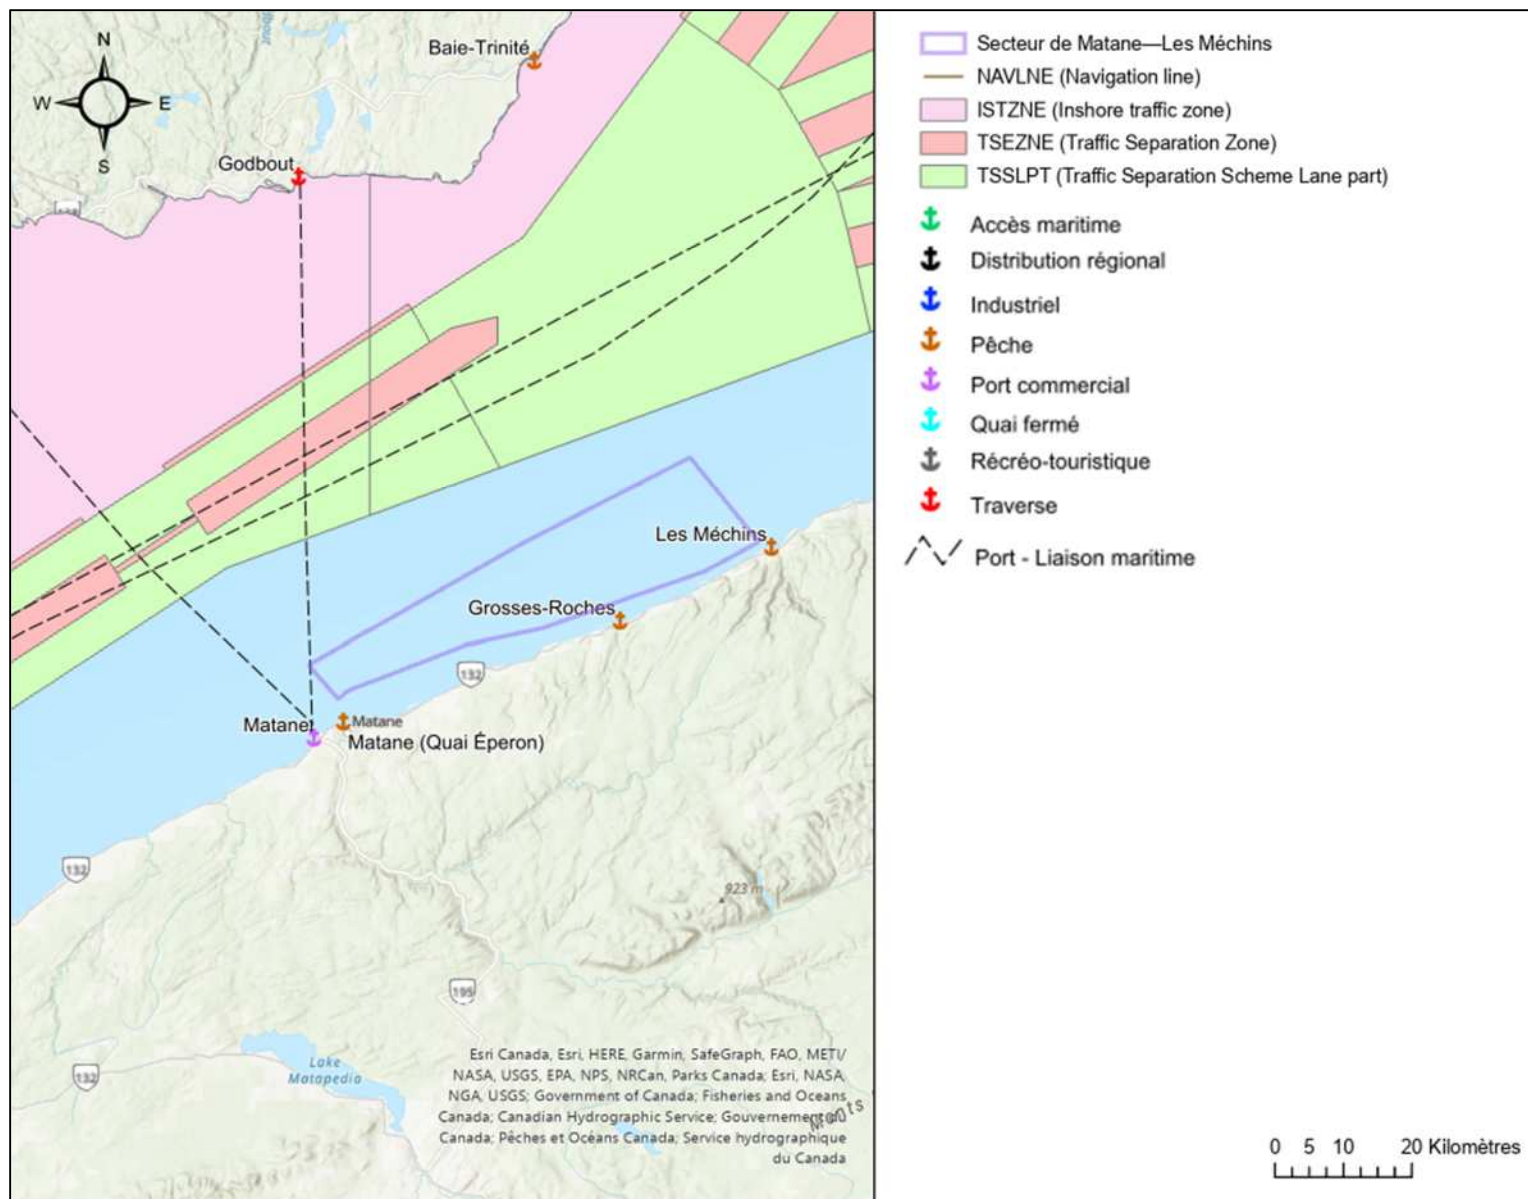 N
W
E
S
Baie-Trinité
Godbout
Les Méchins
Grosses-Roches
132
Matane
Matane
Matane (Quai Éperon)
132
923 m
195
Lake
Matapedia
132
Esri Canada, Esri, HERE, Garmin, SafeGraph, FAO, METI/
NASA, USGS, EPA, NPS, NRCan, Parks Canada; Esri, NASA,
NGA, USGS; Government of Canada; Fisheries and Oceans
Canada; Canadian Hydrographic Service; Gouvernement du
Canada; Pêches et Océans Canada; Service hydrographique
du Canada
Monts
Secteur de Matane—Les Méchins
NAVLNE (Navigation line)
ISTZNE (Inshore traffic zone)
TSEZNE (Traffic Separation Zone)
TSSLPT (Traffic Separation Scheme Lane part)
Accès maritime
Distribution régional
Industriel
Pêche
Port commercial
Quai fermé
Récréo-touristique
Traverse
Port - Liaison maritime
0 5 10 20 Kilomètres